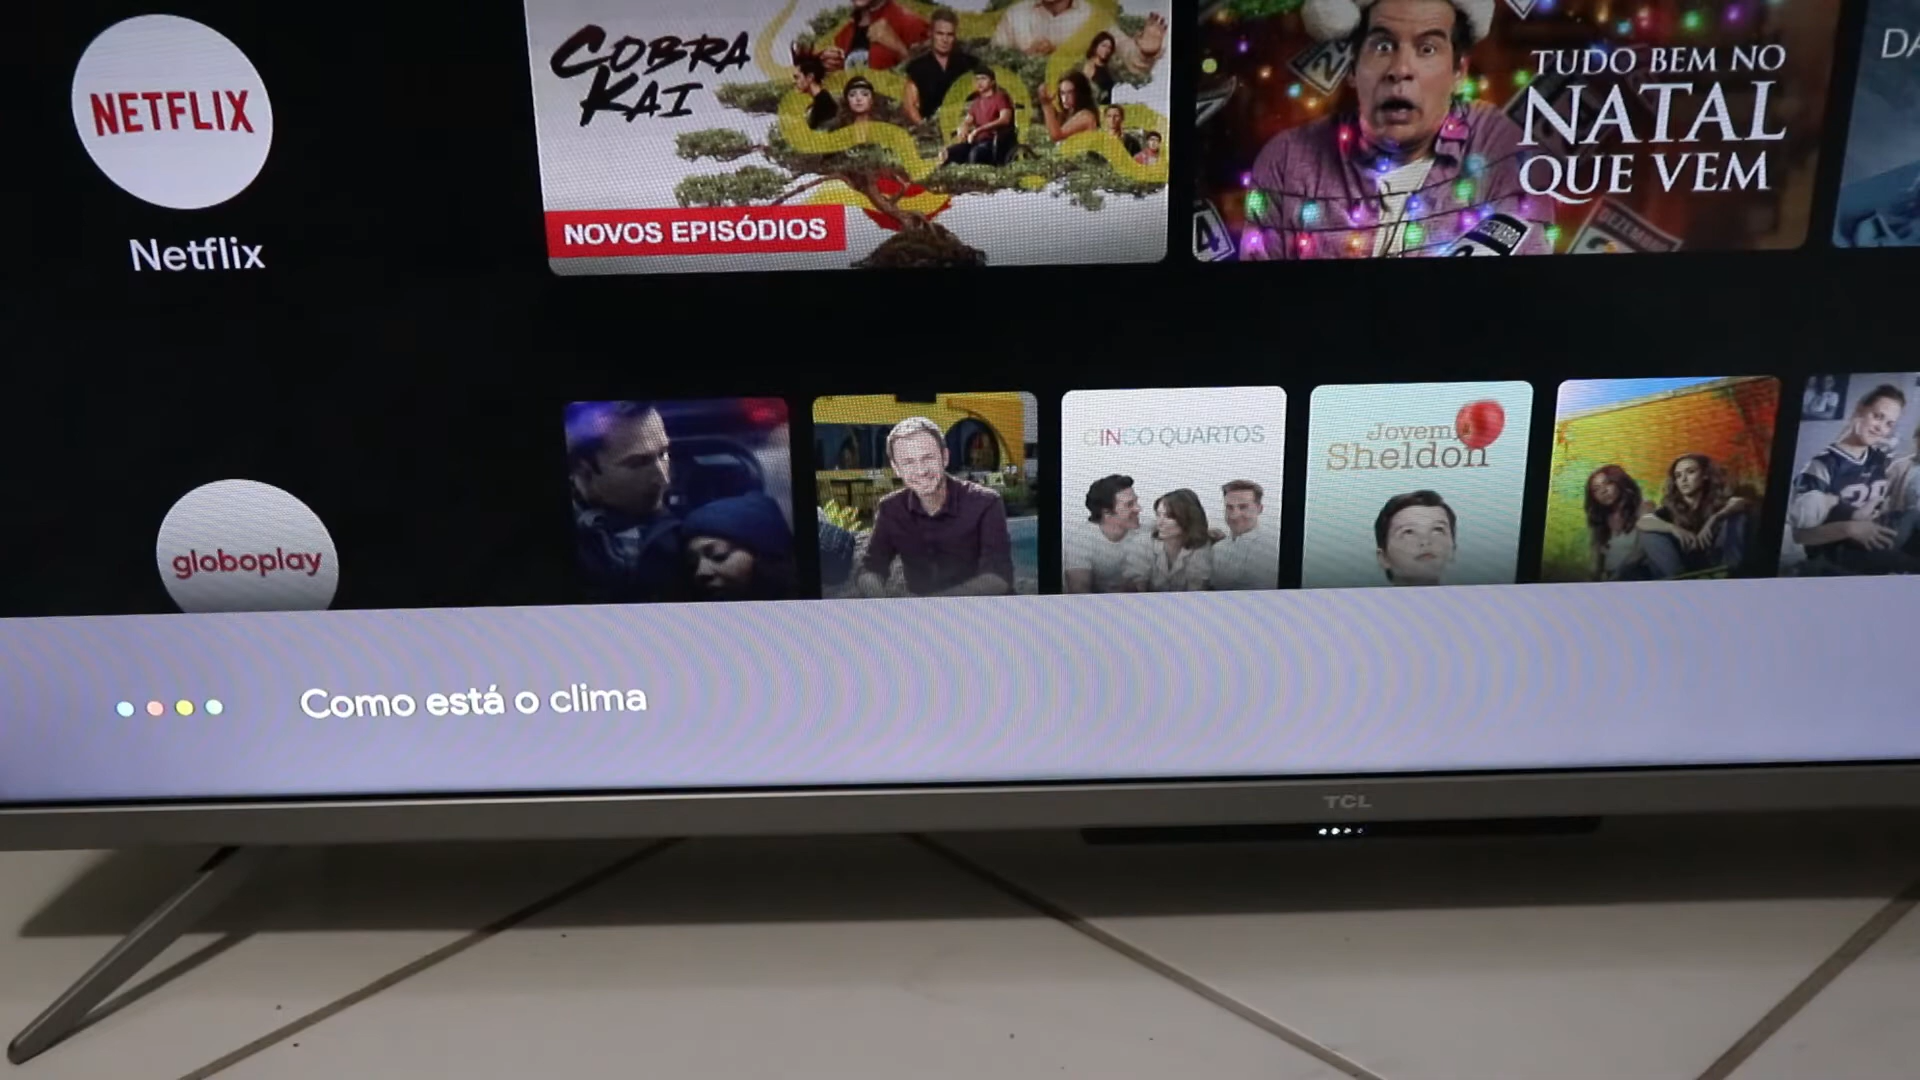 NETFLIX
Netflix
COBRA
KAI
NOVOS EPISÓDIOS
TUDO BEM NO
NATAL
QUE VEM
DEZEMBRO
globoplay
CINCO QUARTOS
Jovem
Sheldon
Como está o clima
TCL